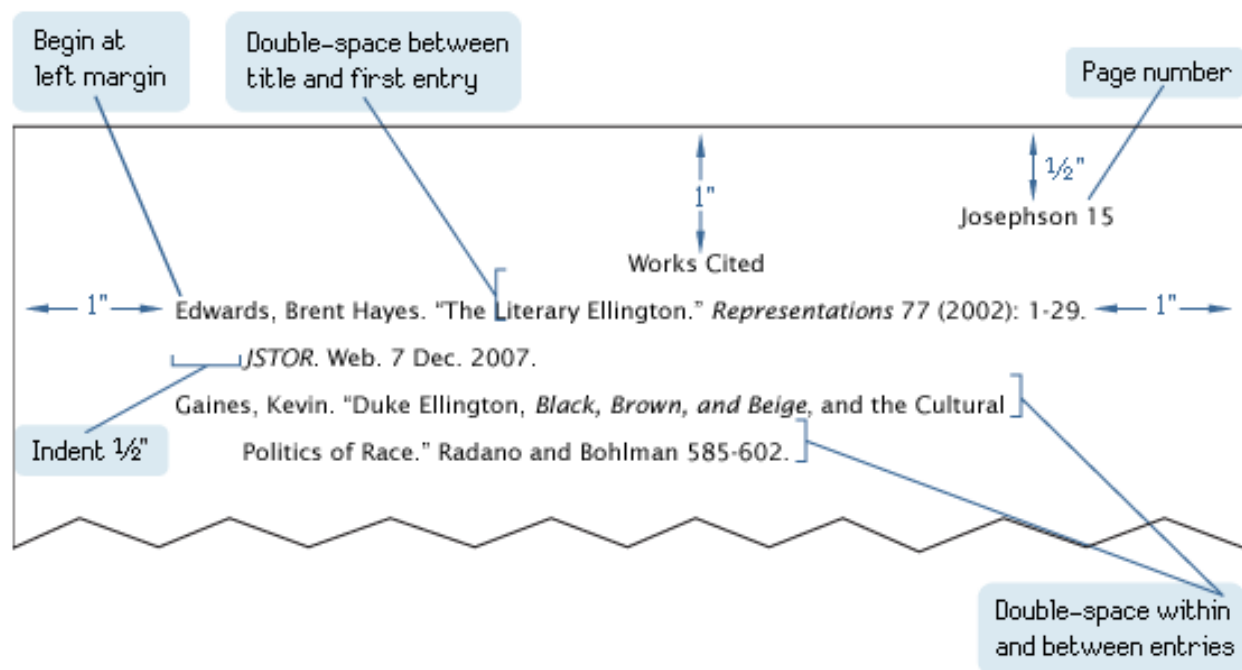 Begin at
left margin
Double-space between
title and first entry
Page number
1"
½"
Josephson 15
Works Cited
1"
Edwards, Brent Hayes. “The Literary Ellington.” Representations 77 (2002): 1-29.
1"
JSTOR. Web. 7 Dec. 2007.
Gaines, Kevin. “Duke Ellington, Black, Brown, and Beige, and the Cultural
Indent ½"
Politics of Race.” Radano and Bohlman 585-602.
Double-space within
and between entries